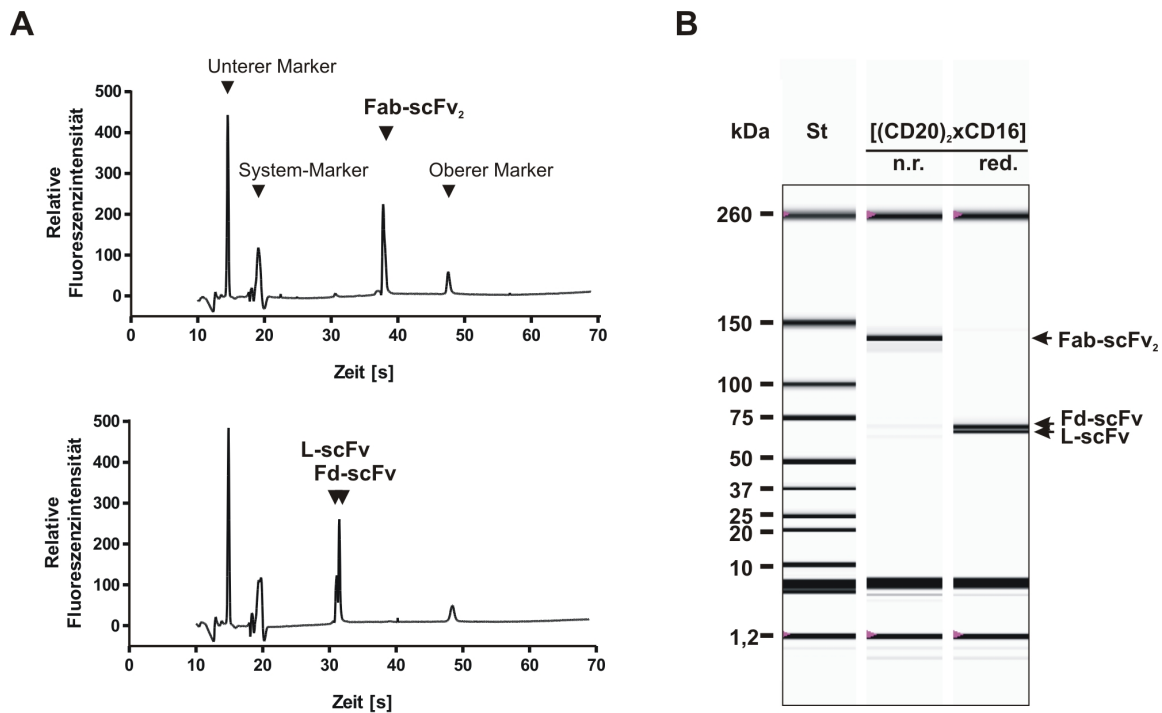 A
Unterer Marker
Fab-scFv2
System-Marker
Oberer Marker
Relative
Fluoreszenzintensität
500
400
300
200
100
0
0 10 20 30 40 50 60 70
Zeit [s]
L-scFv
Fd-scFv
Relative
Fluoreszenzintensität
500
400
300
200
100
0
0 10 20 30 40 50 60 70
Zeit [s]
B
kDa St [(CD20)2xCD16]
n.r. red.
260
150
100
75
50
37
25
20
10
1,2
Fab-scFv2
Fd-scFv
L-scFv